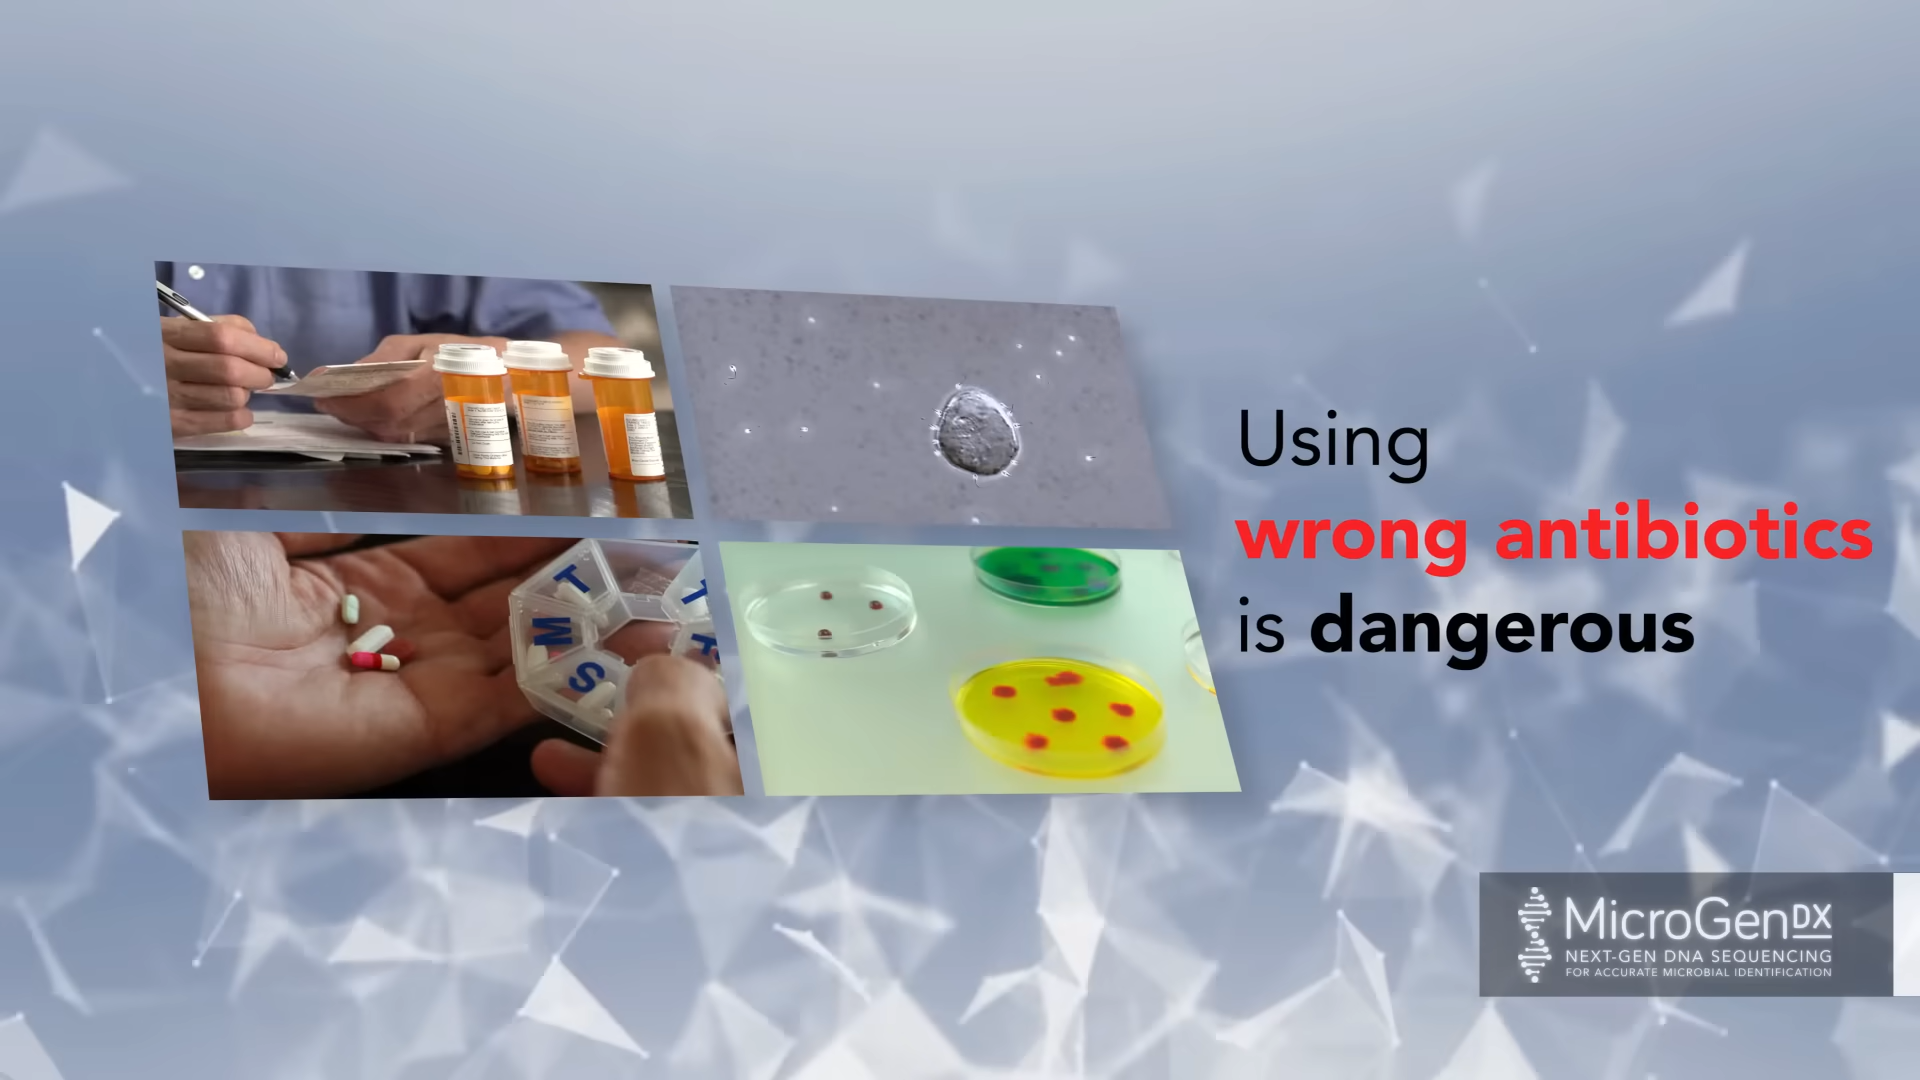 Using
wrong antibiotics
is dangerous
T
T
M
S
MicroGenDX
NEXT-GEN DNA SEQUENCING
FOR ACCURATE MICROBIAL IDENTIFICATION